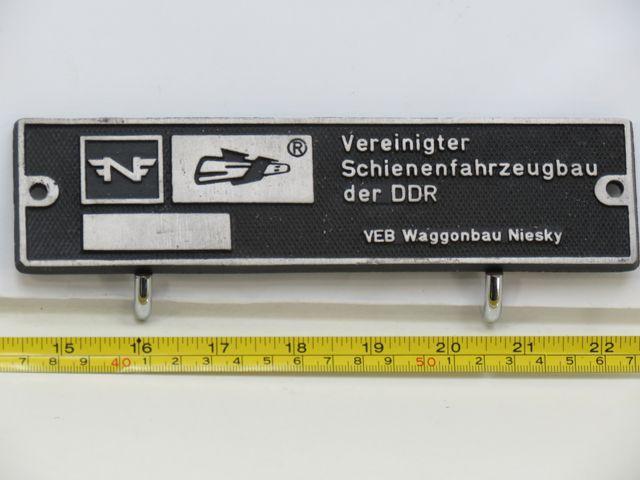 N
SB ®
Vereinigter
Schienenfahrzeugbau
der DDR
VEB Waggonbau Niesky
15 16 17 18 19 20 21 22
7 8 9 40 1 2 3 4 5 6 7 8 9 50 1 2 3 4 5 6 7